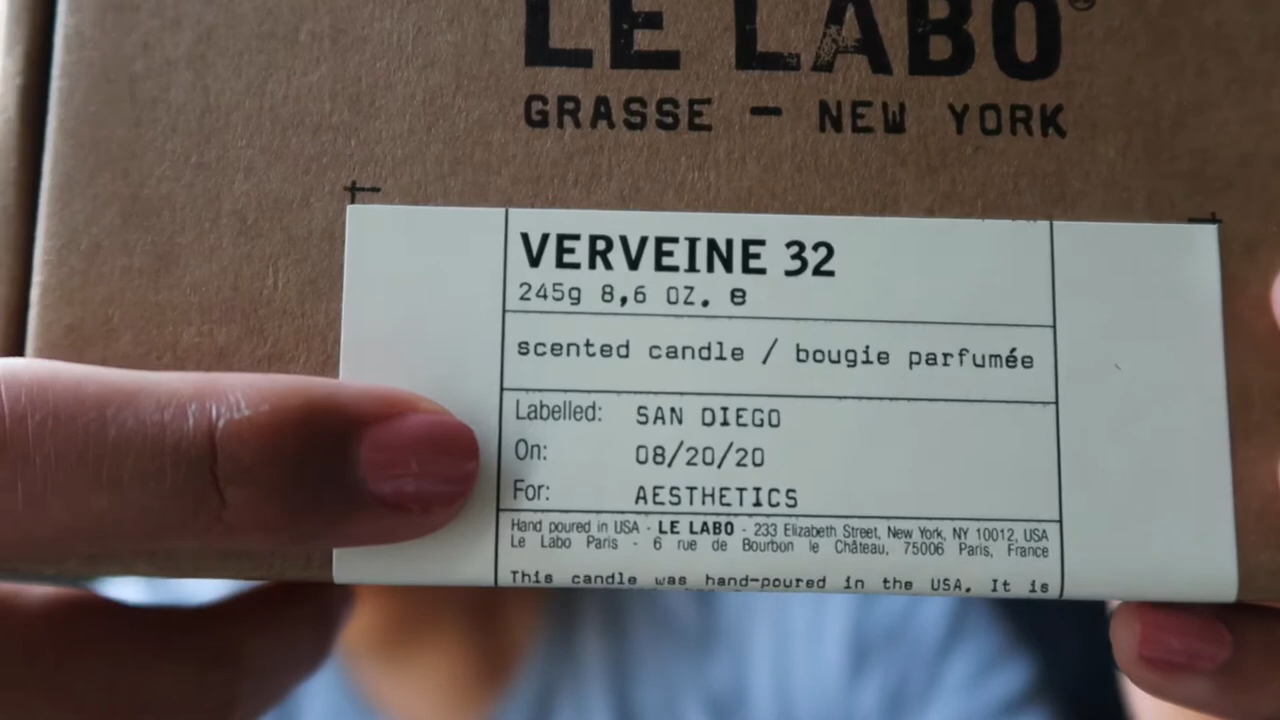 LE LABO®
GRASSE – NEW YORK
VERVEINE 32
245g 8,6 OZ. e
scented candle / bougie parfumée
Labelled: SAN DIEGO
On: 08/20/20
For: AESTHETICS
Hand poured in USA - LE LABO - 233 Elizabeth Street, New York, NY 10012, USA
Le Labo Paris - 6 rue de Bourbon le Château, 75006 Paris, France
This candle was hand-poured in the USA. It is